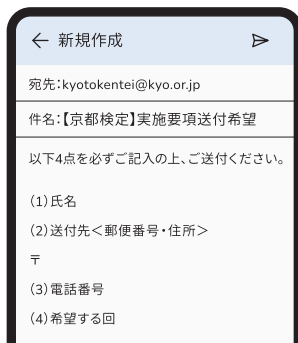 新規作成
宛先：kyotokentei@kyo.or.jp
件名：【京都検定】実施要項送付希望
以下4点を必ずご記入の上、ご送付ください。
（1）氏名
（2）送付先＜郵便番号・住所＞
〒
（3）電話番号
（4）希望する回